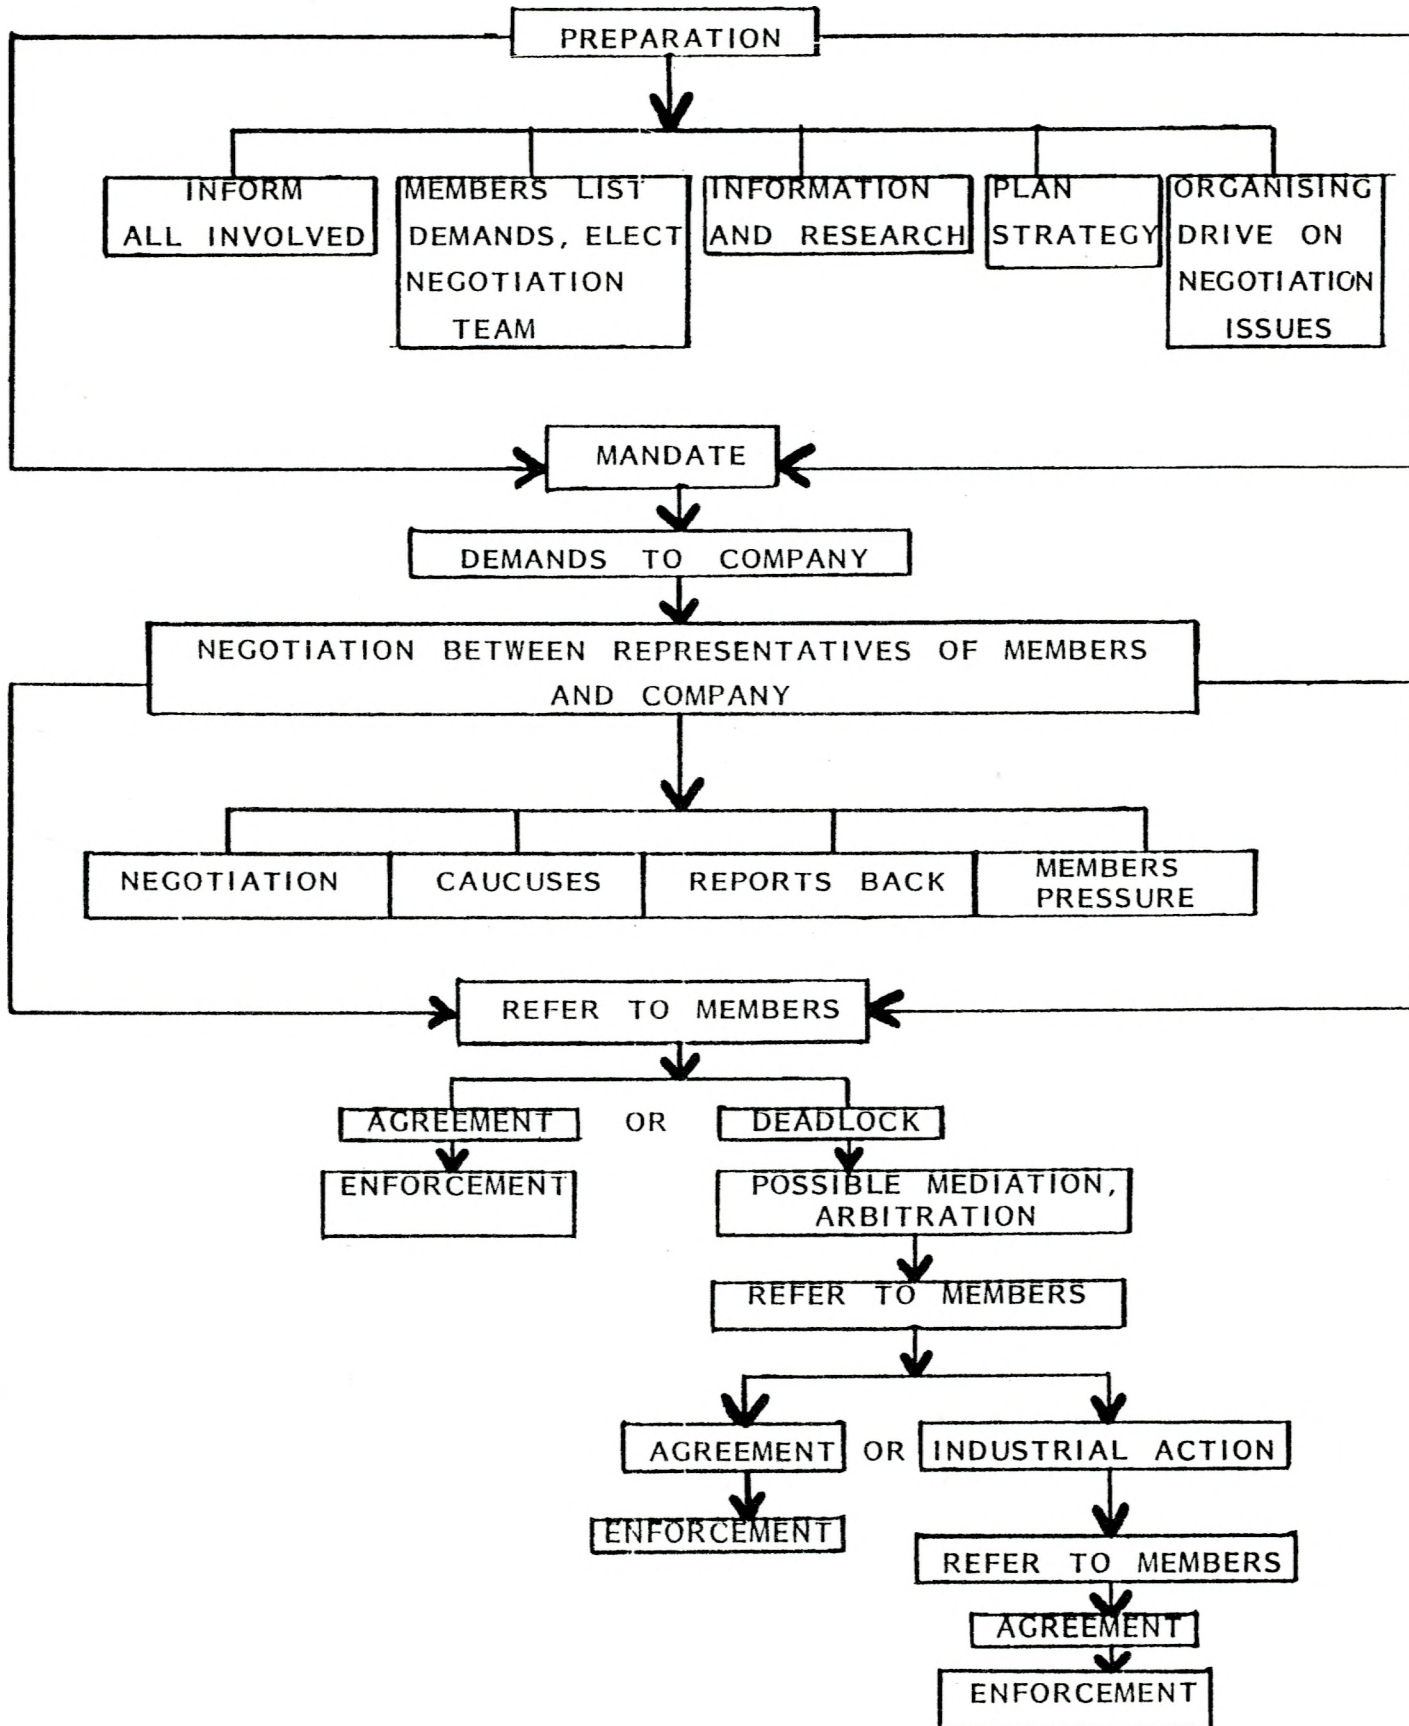 PREPARATION
INFORM
ALL INVOLVED
MEMBERS LIST
DEMANDS, ELECT
NEGOTIATION
TEAM
INFORMATION
AND RESEARCH
PLAN
STRATEGY
ORGANISING
DRIVE ON
NEGOTIATION
ISSUES
MANDATE
DEMANDS TO COMPANY
NEGOTIATION BETWEEN REPRESENTATIVES OF MEMBERS
AND COMPANY
NEGOTIATION
CAUCUSES
REPORTS BACK
MEMBERS
PRESSURE
REFER TO MEMBERS
AGREEMENT OR DEADLOCK
ENFORCEMENT
POSSIBLE MEDIATION,
ARBITRATION
REFER TO MEMBERS
AGREEMENT OR INDUSTRIAL ACTION
ENFORCEMENT
REFER TO MEMBERS
AGREEMENT
ENFORCEMENT